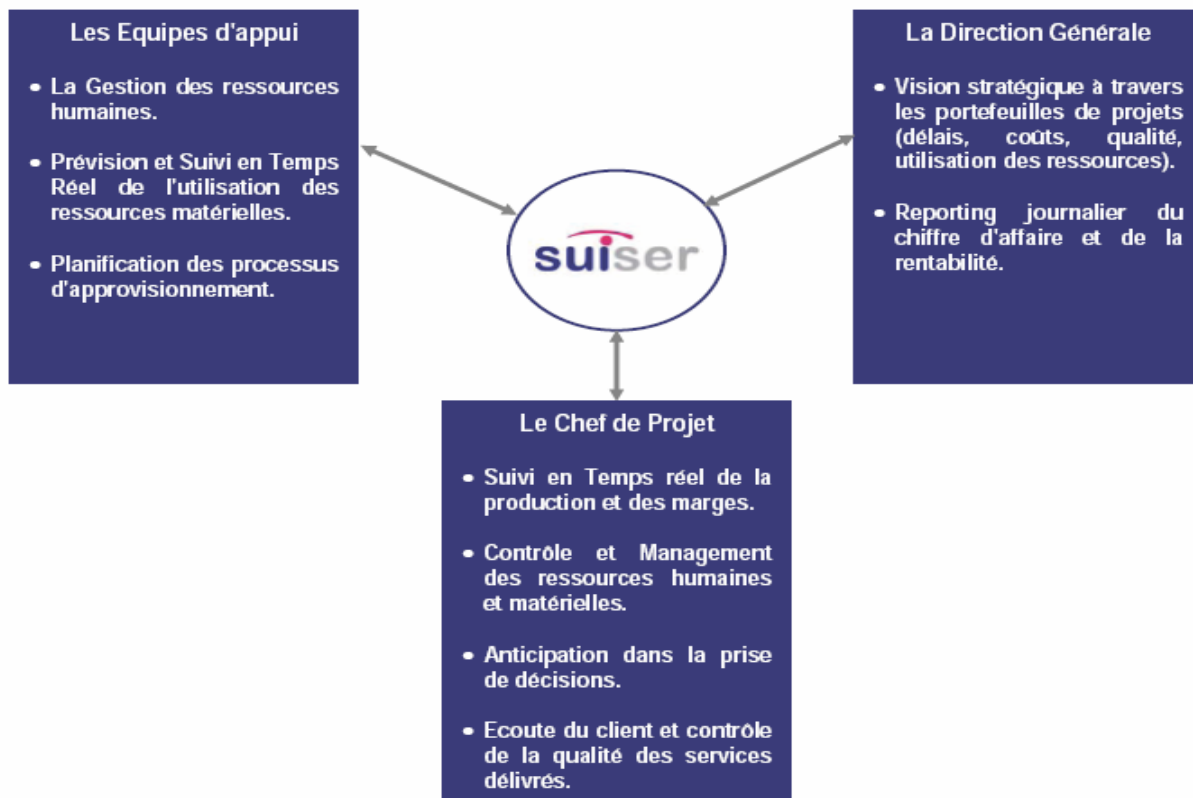 Les Equipes d'appui
• La Gestion des ressources
humaines.
• Prévision et Suivi en Temps
Réel de l'utilisation des
ressources matérielles.
• Planification des processus
d'approvisionnement.
La Direction Générale
• Vision stratégique à travers
les portefeuilles de projets
(délais, coûts, qualité,
utilisation des ressources).
• Reporting journalier du
chiffre d'affaire et de la
rentabilité.
suiser
Le Chef de Projet
• Suivi en Temps réel de la
production et des marges.
• Contrôle et Management
des ressources humaines
et matérielles.
• Anticipation dans la prise
de décisions.
• Ecoute du client et contrôle
de la qualité des services
délivrés.